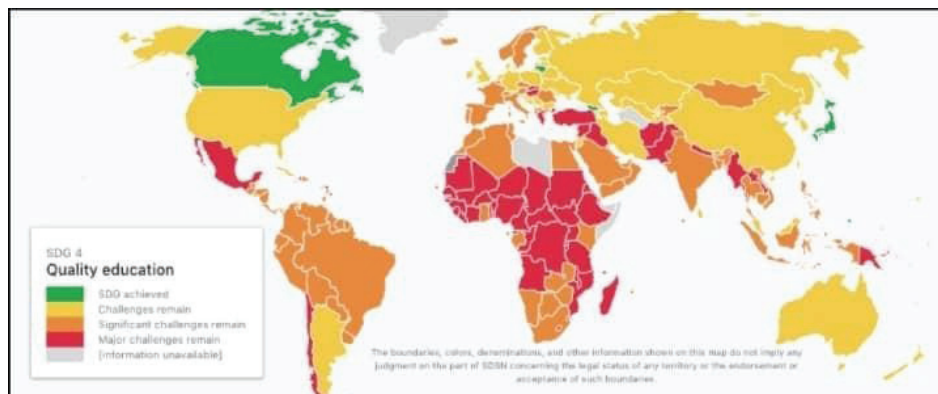 SDG 4
Quality education
SDG achieved
Challenges remain
Significant challenges remain
Major challenges remain
[Information unavailable]
The boundaries, colors, denominations, and other information shown on this map do not imply any
judgment on the part of SDSN concerning the legal status of any territory or the endorsement or
acceptance of such boundaries.